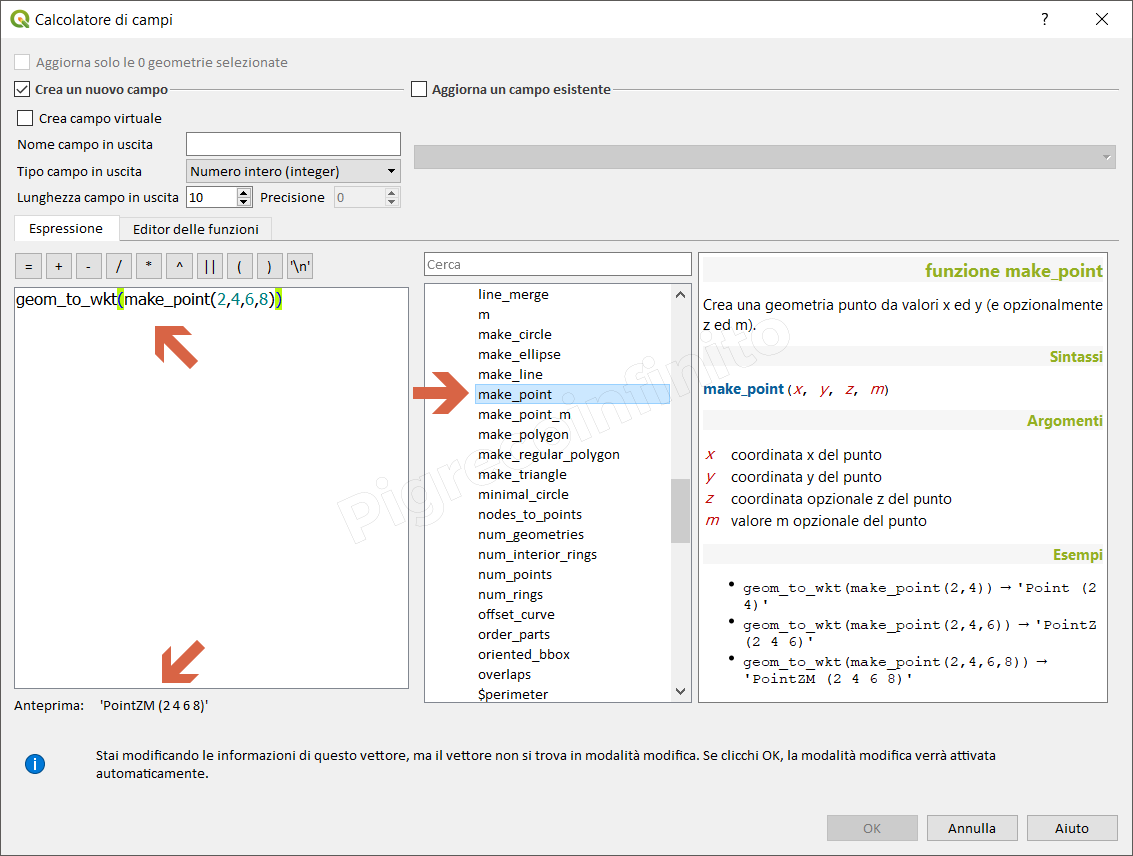 Calcolatore di campi
?
Aggiorna solo le 0 geometrie selezionate
Crea un nuovo campo
Aggiorna un campo esistente
Crea campo virtuale
Nome campo in uscita
Tipo campo in uscita
Numero intero (integer)
Lunghezza campo in uscita
10
Precisione
0
Espressione
Editor delle funzioni
=
+
-
/
*
^
||
(
)
'\n'
geom_to_wkt(make_point(2,4,6,8))
Anteprima:
'PointZM (2 4 6 8)'
Cerca
line_merge
m
make_circle
make_ellipse
make_line
make_point
make_point_m
make_polygon
make_regular_polygon
make_triangle
minimal_circle
nodes_to_points
num_geometries
num_interior_rings
num_points
num_rings
offset_curve
order_parts
oriented_bbox
overlaps
$perimeter
funzione make_point
Crea una geometria punto da valori x ed y (e opzionalmente
z ed m).
Sintassi
make_point(x, y, z, m)
Argomenti
x coordinata x del punto
y coordinata y del punto
z coordinata opzionale z del punto
m valore m opzionale del punto
Esempi
• geom_to_wkt(make_point(2,4)) → 'Point (2
4)'
• geom_to_wkt(make_point(2,4,6)) → 'PointZ
(2 4 6)'
• geom_to_wkt(make_point(2,4,6,8)) →
'PointZM (2 4 6 8)'
Pigrecoinfinito
i
Stai modificando le informazioni di questo vettore, ma il vettore non si trova in modalità modifica. Se clicchi OK, la modalità modifica verrà attivata
automaticamente.
OK
Annulla
Aiuto